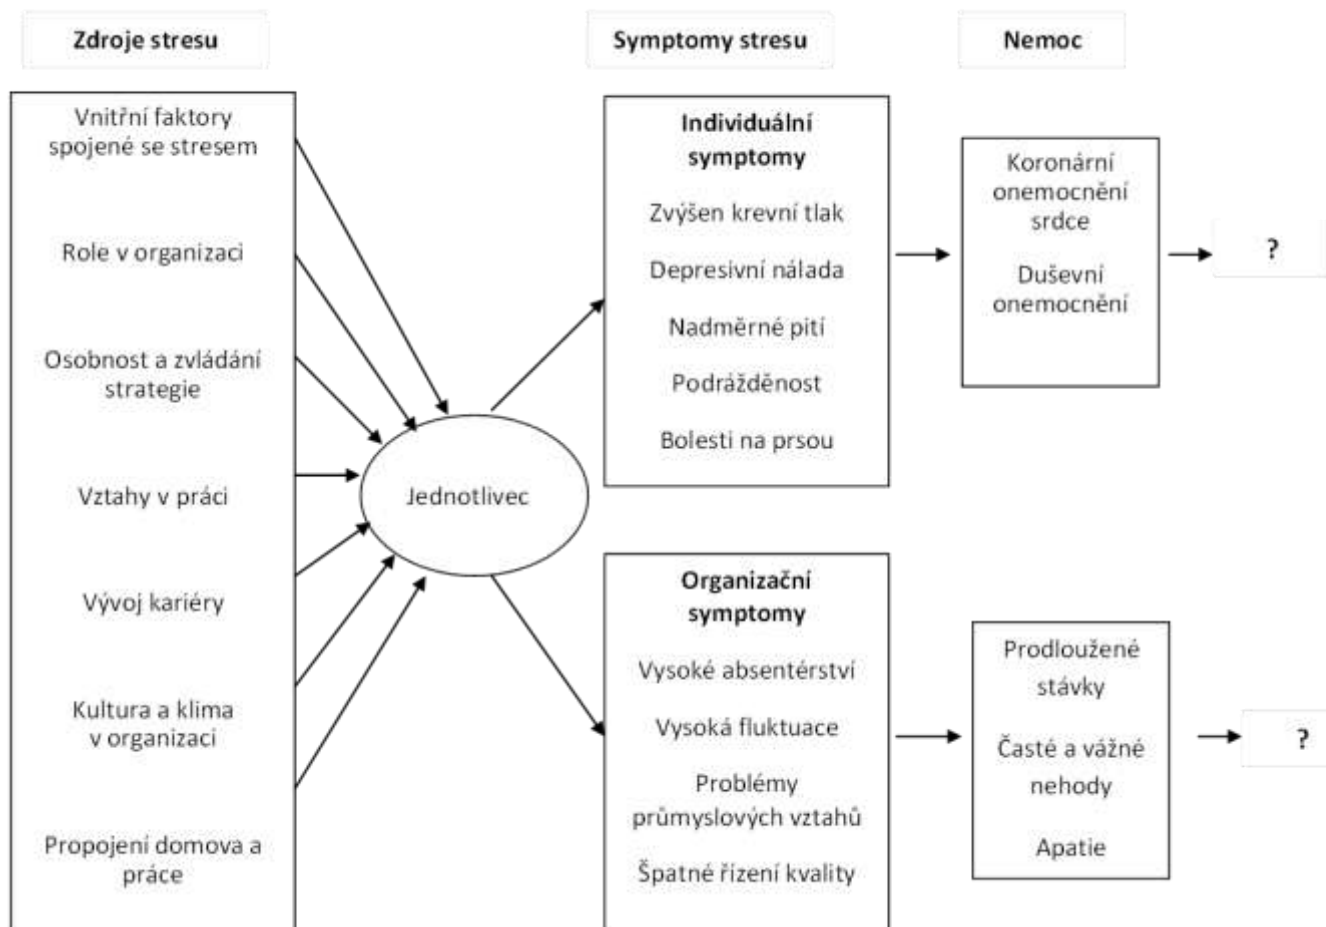 Zdroje stresu
Symptomy stresu
Nemoc
Vnitřní faktory
spojené se stresem
Role v organizaci
Osobnost a zvládání
strategie
Vztahy v práci
Vývoj kariéry
Kultura a klima
v organizaci
Propojení domova a
práce
Jednotlivec
Individuální
symptomy
Zvýšen krevní tlak
Depresivní nálada
Nadměrné pití
Podrážděnost
Bolesti na prsou
Organizační
symptomy
Vysoké absentérství
Vysoká fluktuace
Problémy
průmyslových vztahů
Špatné řízení kvality
Koronární
onemocnění
srdce
Duševní
onemocnění
?
Prodloužené
stávky
Časté a vážné
nehody
Apatie
?